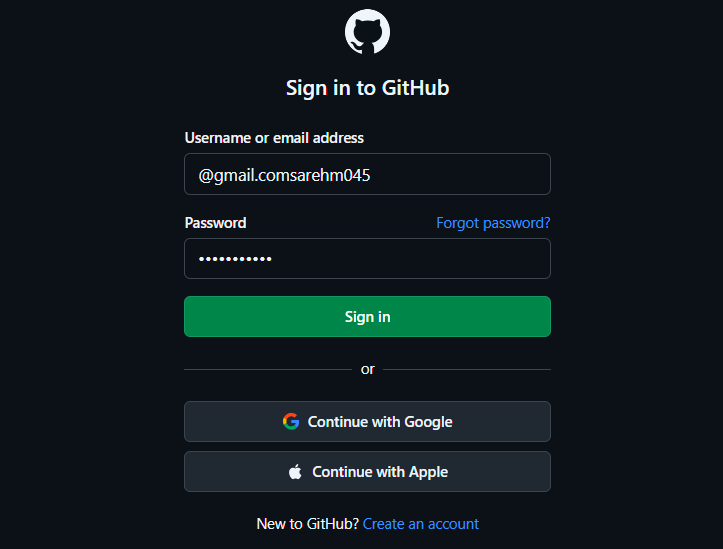 Sign in to GitHub
Username or email address
@gmail.comsarehm045
Password Forgot password?
•••••••••••
Sign in
or
Continue with Google
Continue with Apple
New to GitHub? Create an account